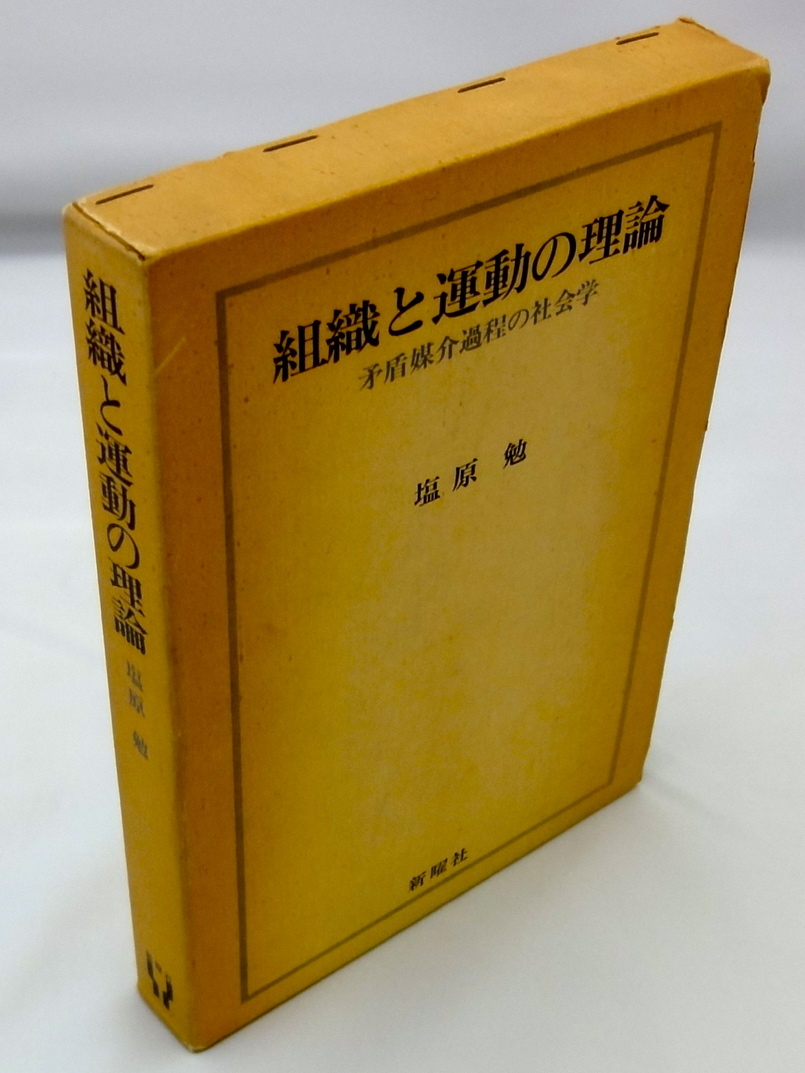 組織と運動の理論
矛盾媒介過程の社会学
塩原 勉
新曜社
組織と運動の理論
塩原 勉